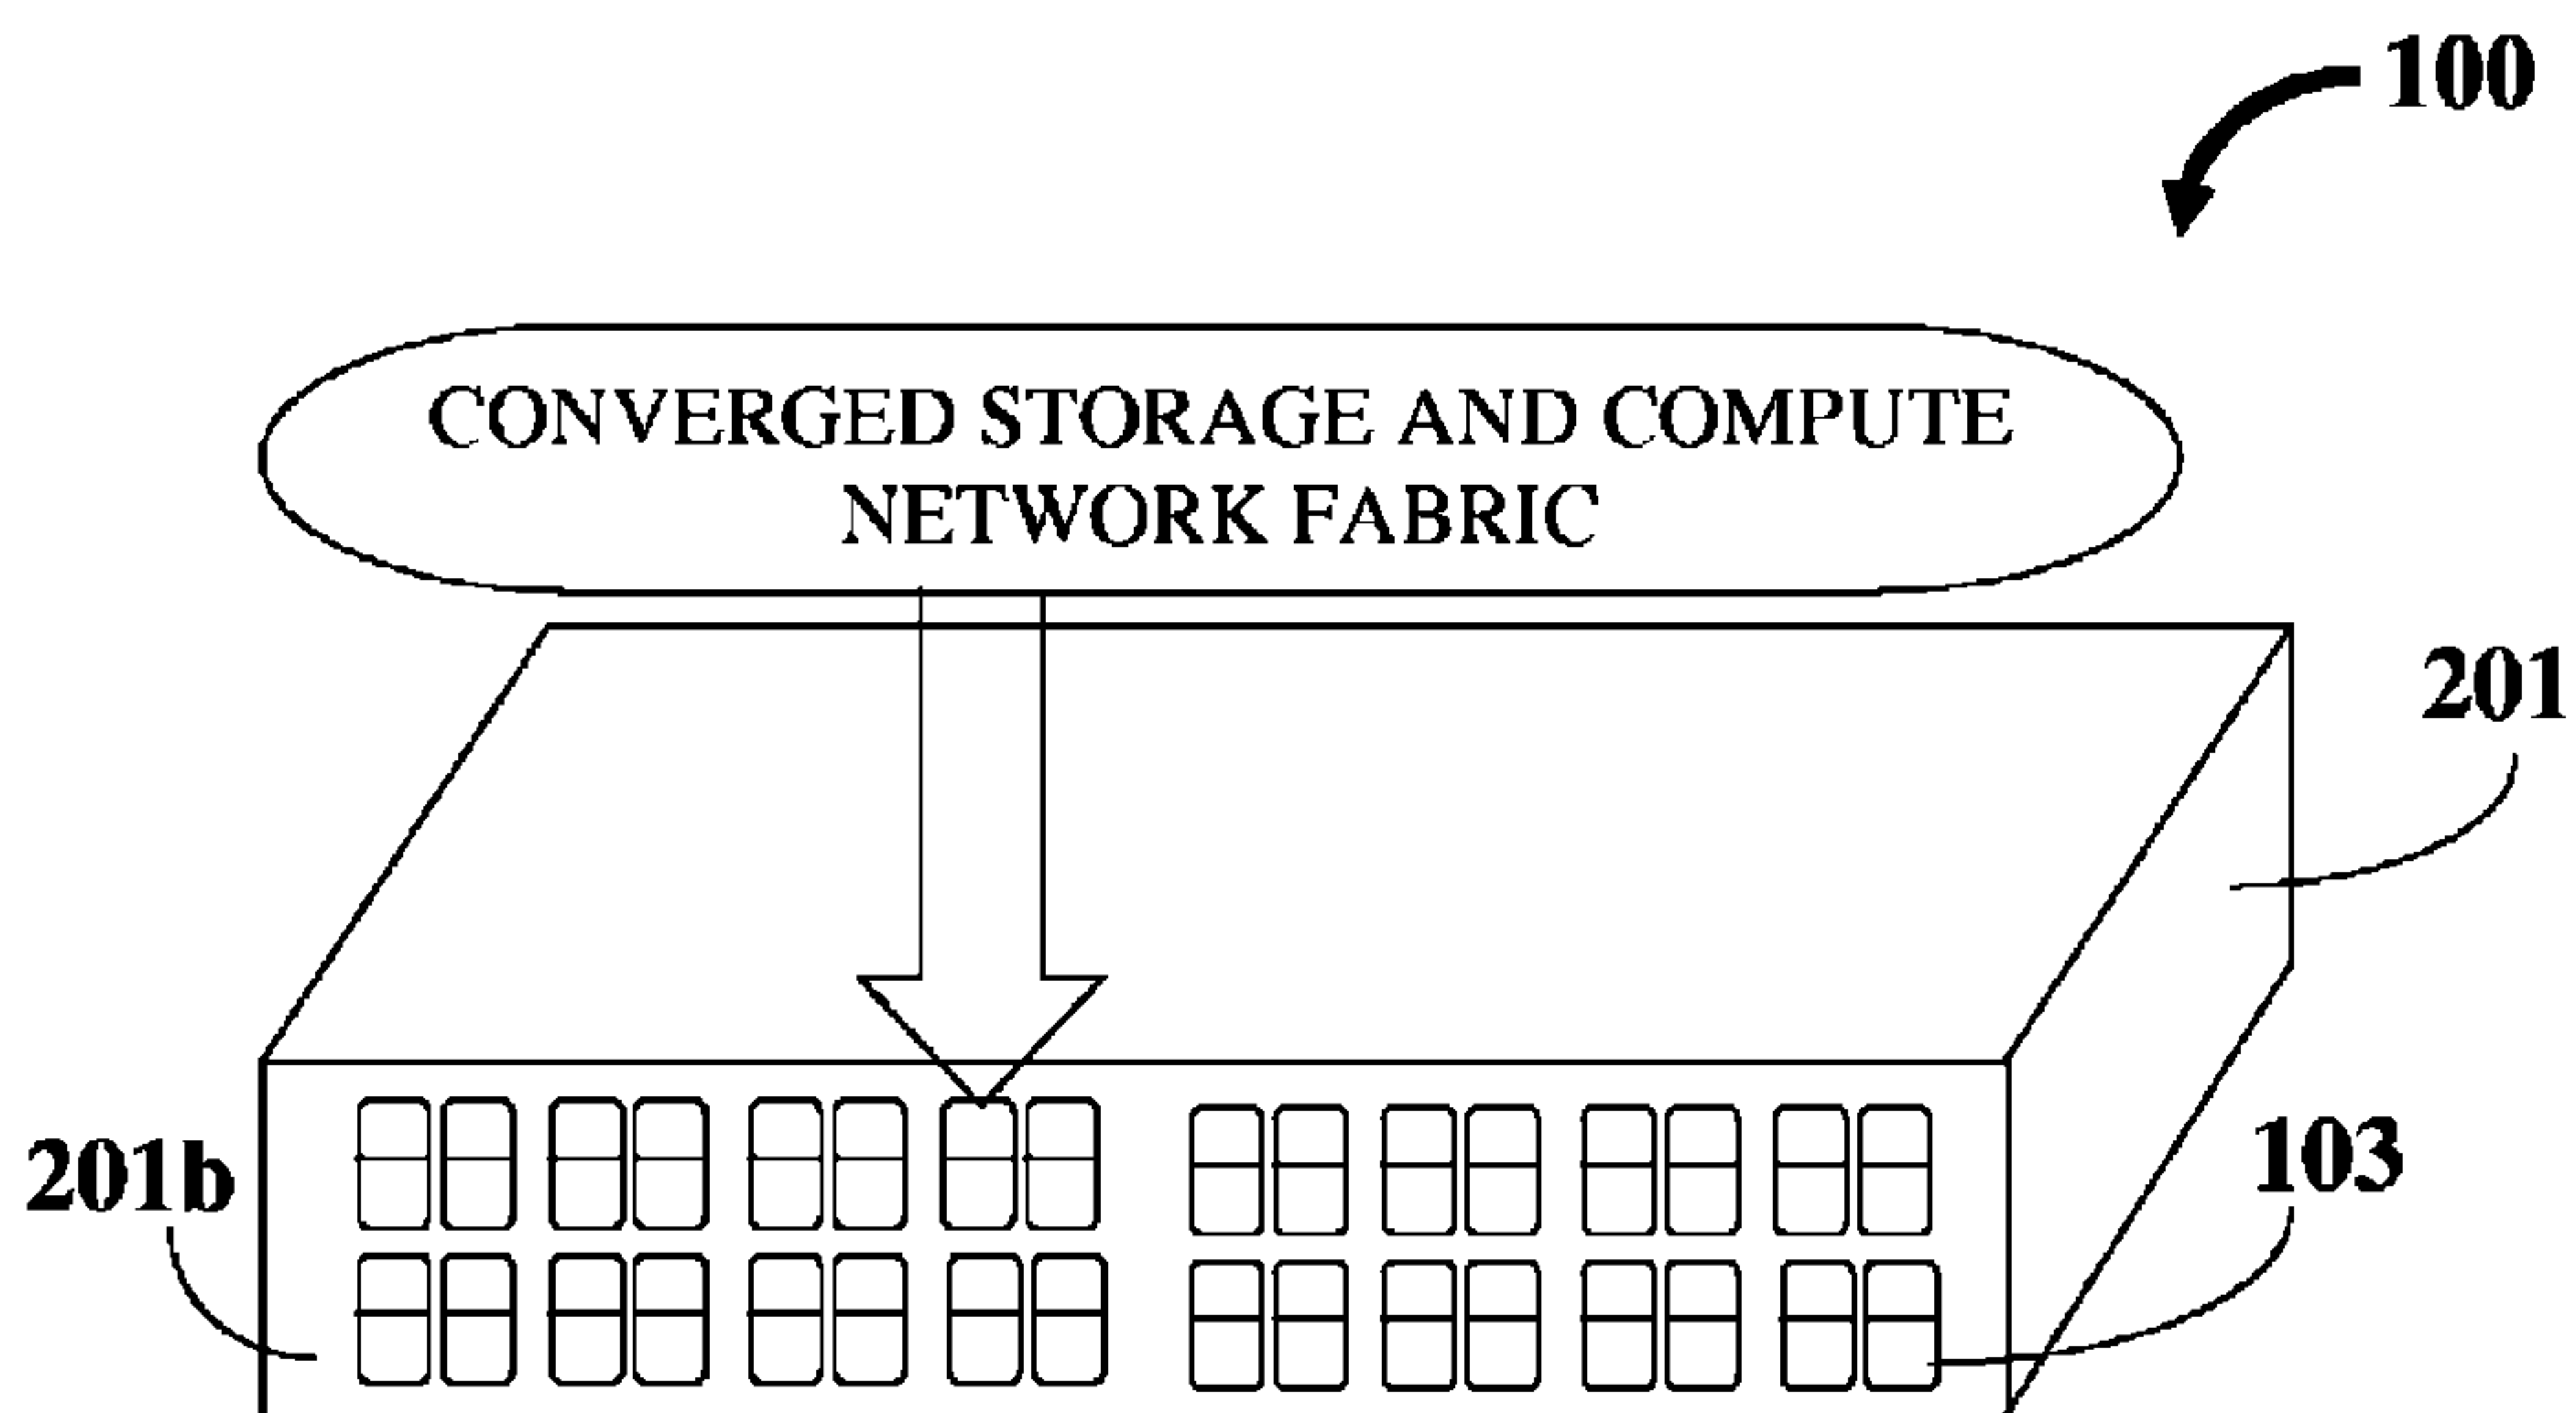 100
CONVERGED STORAGE AND COMPUTE
NETWORK FABRIC
201
201b
103